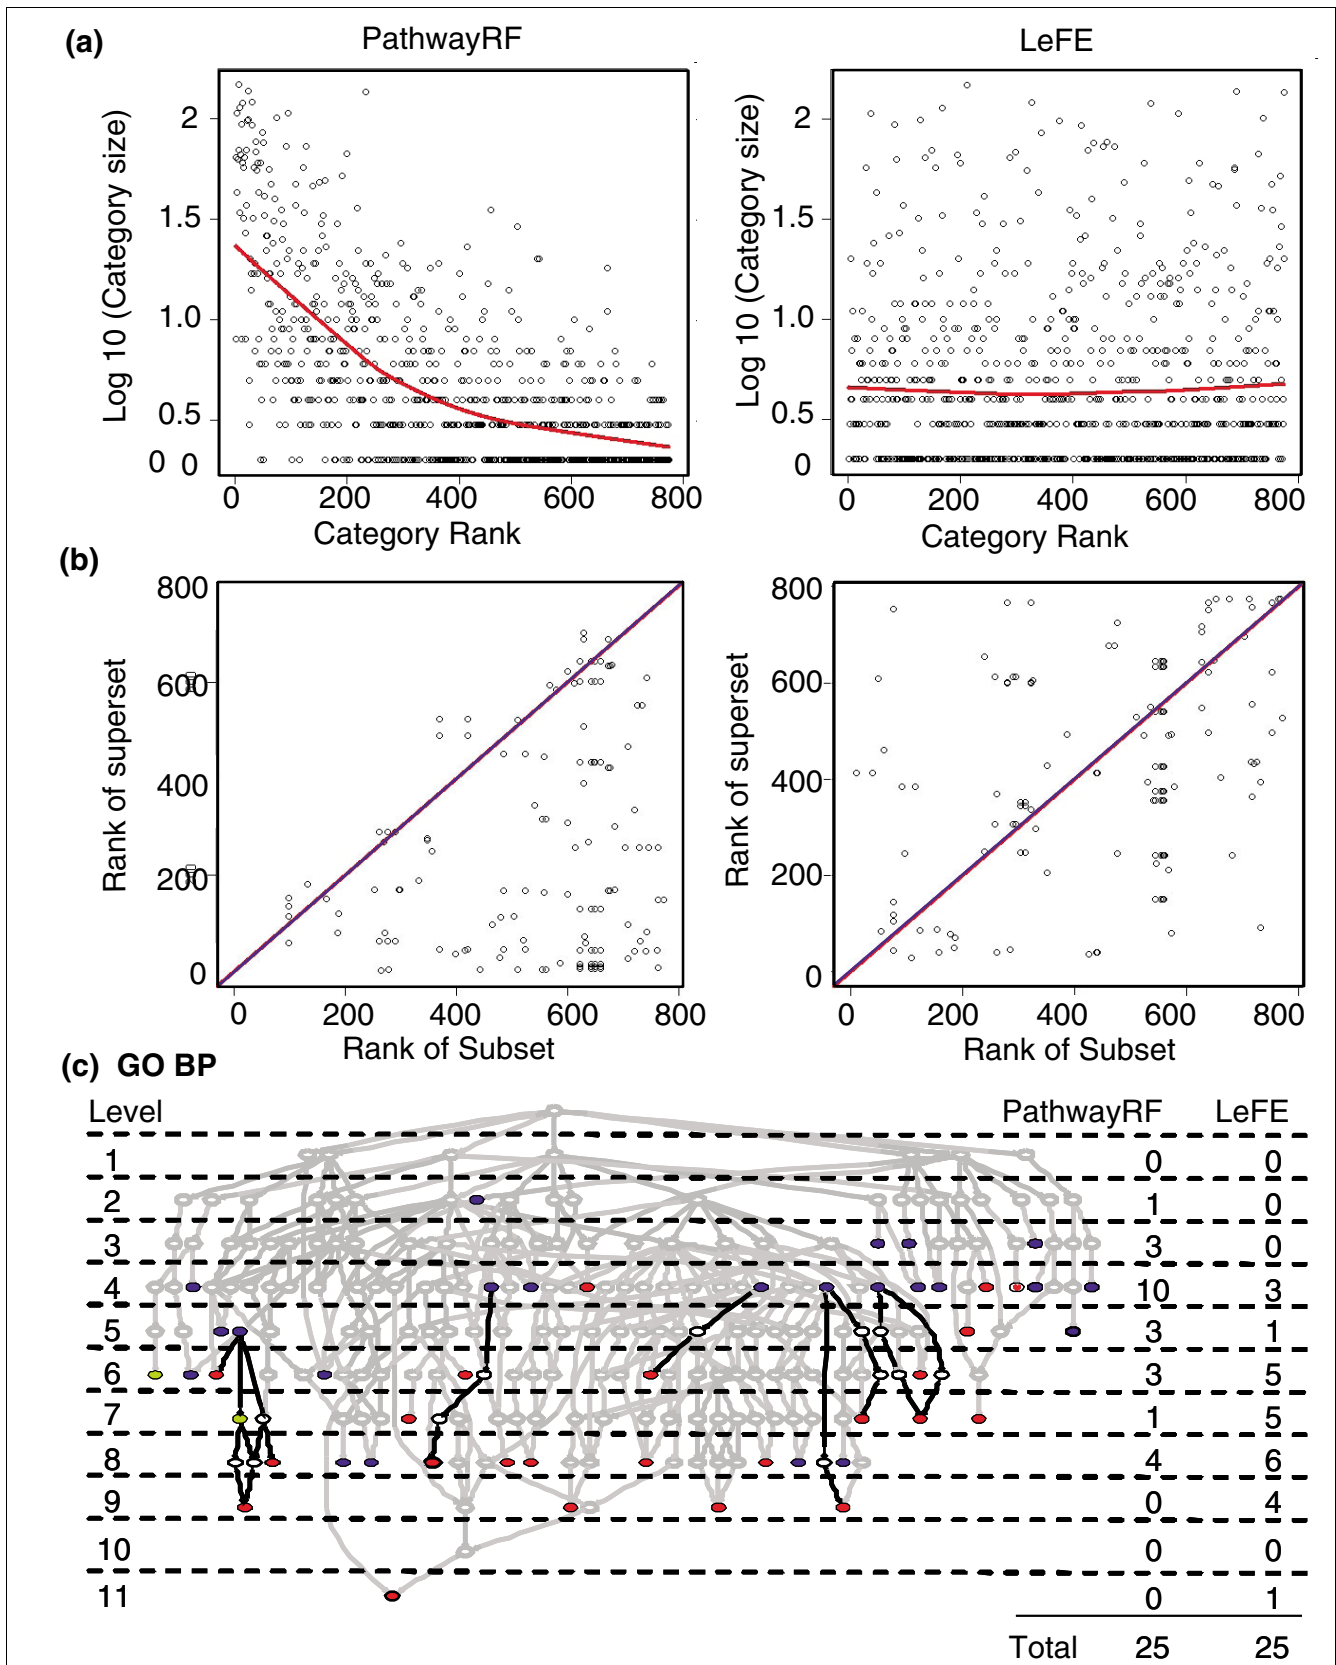 (a)
PathwayRF
LeFE
Log 10 (Category size)
2
1.5
1.0
0.5
0 0
0 200 400 600 800
Category Rank
Log 10 (Category size)
2
1.5
1.0
0.5
0
0 200 400 600 800
Category Rank
(b)
Rank of superset
800
600
400
200
0
0 200 400 600 800
Rank of Subset
Rank of superset
800
600
400
200
0
0 200 400 600 800
Rank of Subset
(c) GO BP
Level PathwayRF LeFE
1 0 0
2 1 0
3 3 0
4 10 3
5 3 1
6 3 5
7 1 5
8 4 6
9 0 4
10 0 0
11 0 1
Total 25 25